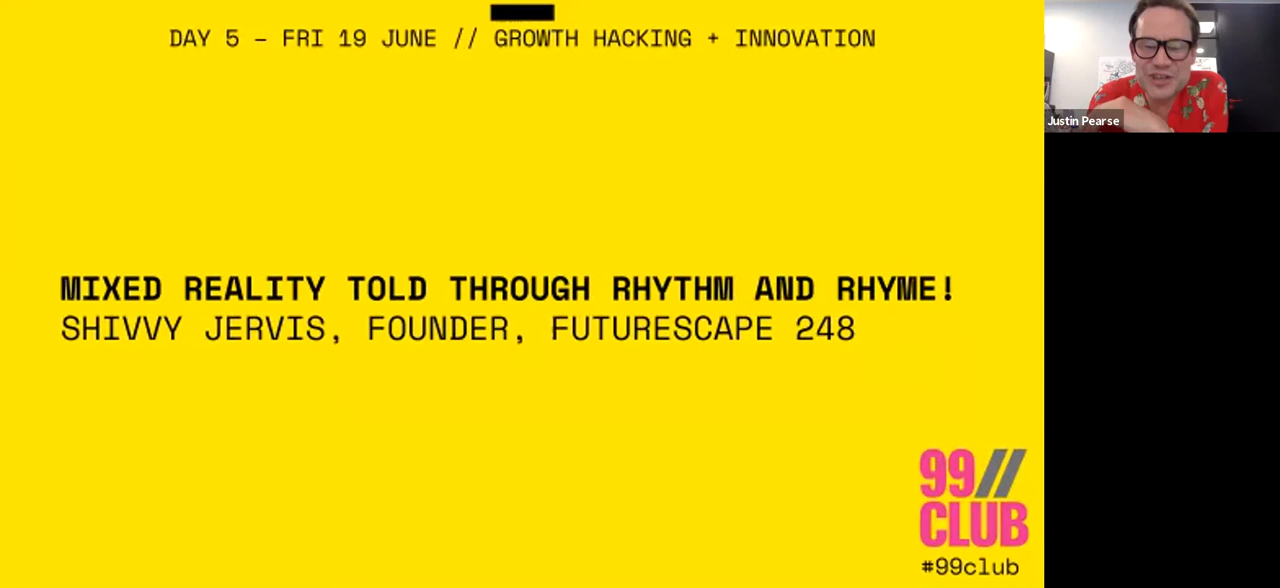 DAY 5 – FRI 19 JUNE // GROWTH HACKING + INNOVATION
Justin Pearse
MIXED REALITY TOLD THROUGH RHYTHM AND RHYME!
SHIVVY JERVIS, FOUNDER, FUTURESCAPE 248
99//
CLUB
#99club